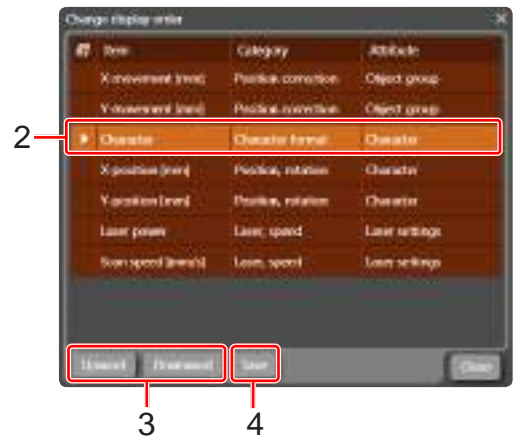 Change display order
Item Category Attribute
X-movement [mm] Position correction Object group
Y-movement [mm] Position correction Object group
2
Character Character format Character
X-position [mm] Position, rotation Character
Y-position [mm] Position, rotation Character
Laser power Laser, speed Laser settings
Scan speed [mm/s] Laser, speed Laser settings
Upward Downward Save Close
3 4